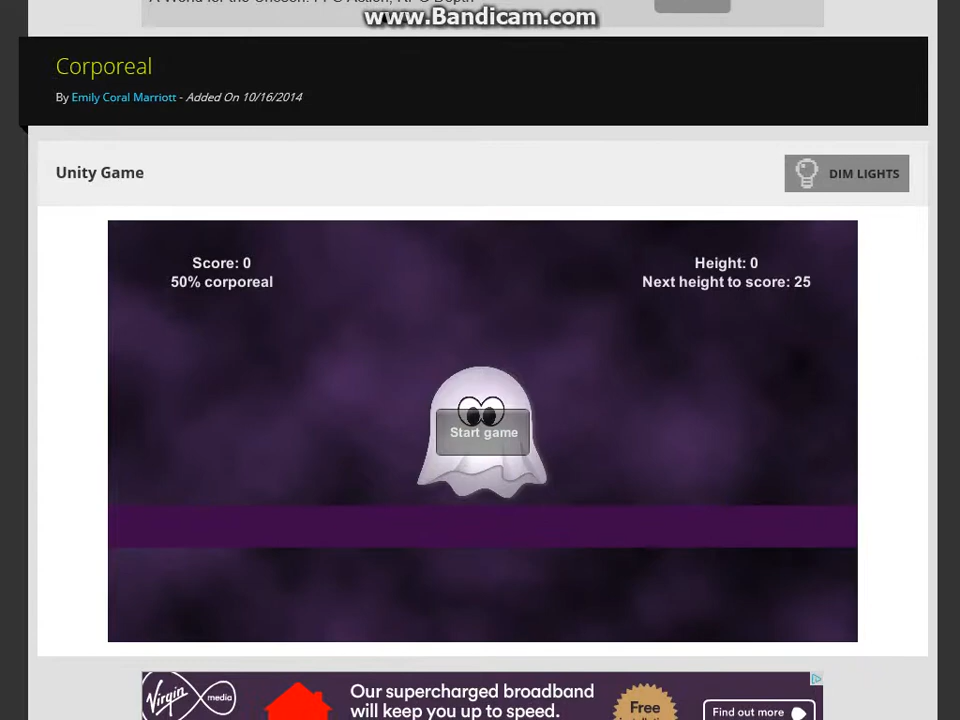 www.Bandicam.com
Corporeal
By Emily Coral Marriott - Added On 10/16/2014
Unity Game
DIM LIGHTS
Score: 0
50% corporeal
Height: 0
Next height to score: 25
Start game
Virgin media
Our supercharged broadband
will keep you up to speed.
Free
Find out more